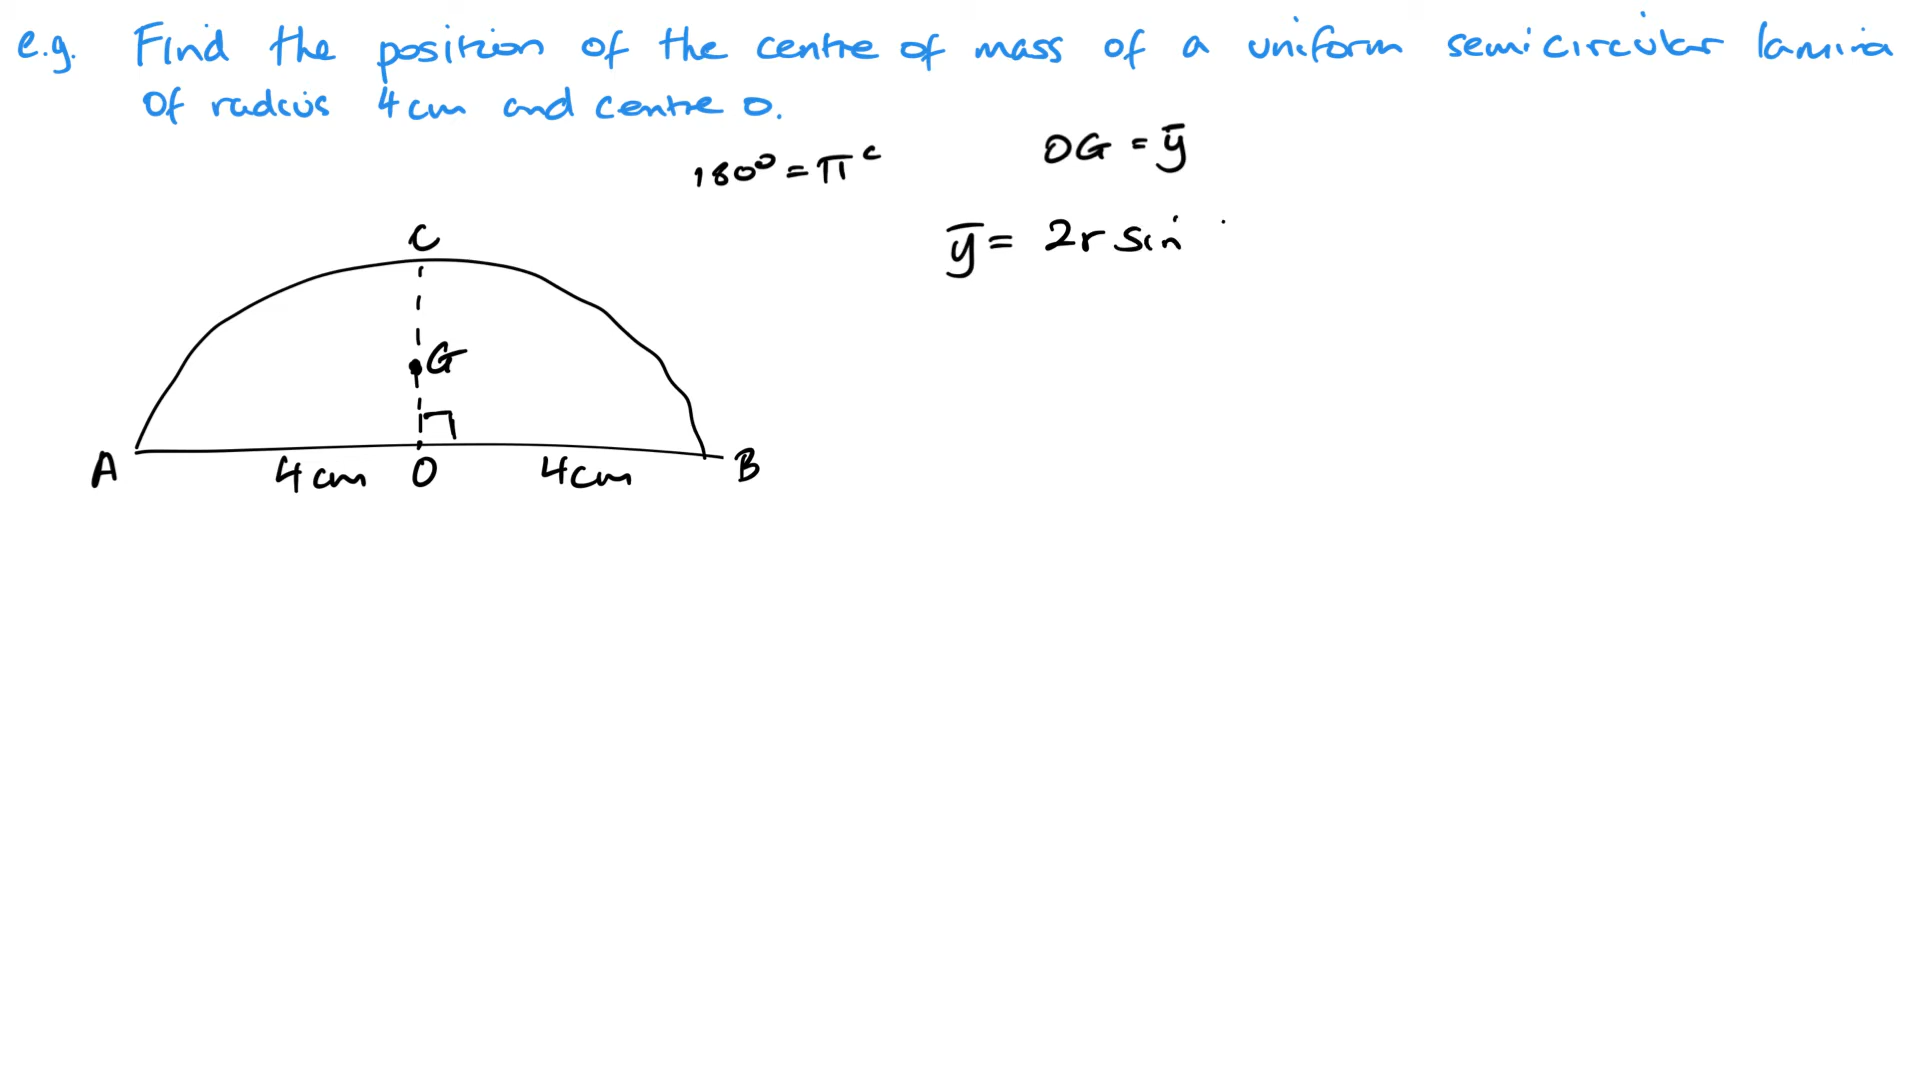 e.g. Find the position of the centre of mass of a uniform semicircular lamina
of radius 4cm and centre O.
180° = π^c
OG = ȳ
ȳ = 2r sin
C
G
A 4cm O 4cm B